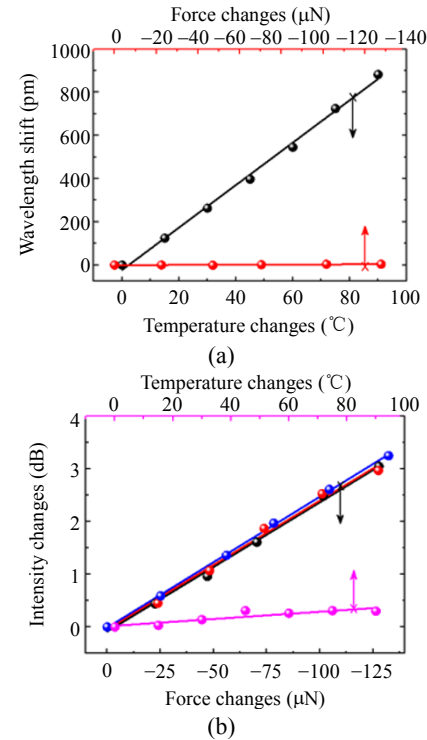 Force changes (μN)
0 −20 −40 −60 −80 −100 −120 −140
1000
800
600
400
200
0
Wavelength shift (pm)
0 20 40 60 80 100
Temperature changes (℃)
(a)
Temperature changes (℃)
0 20 40 60 80 100
4
3
2
1
0
Intensity changes (dB)
0 −25 −50 −75 −100 −125
Force changes (μN)
(b)